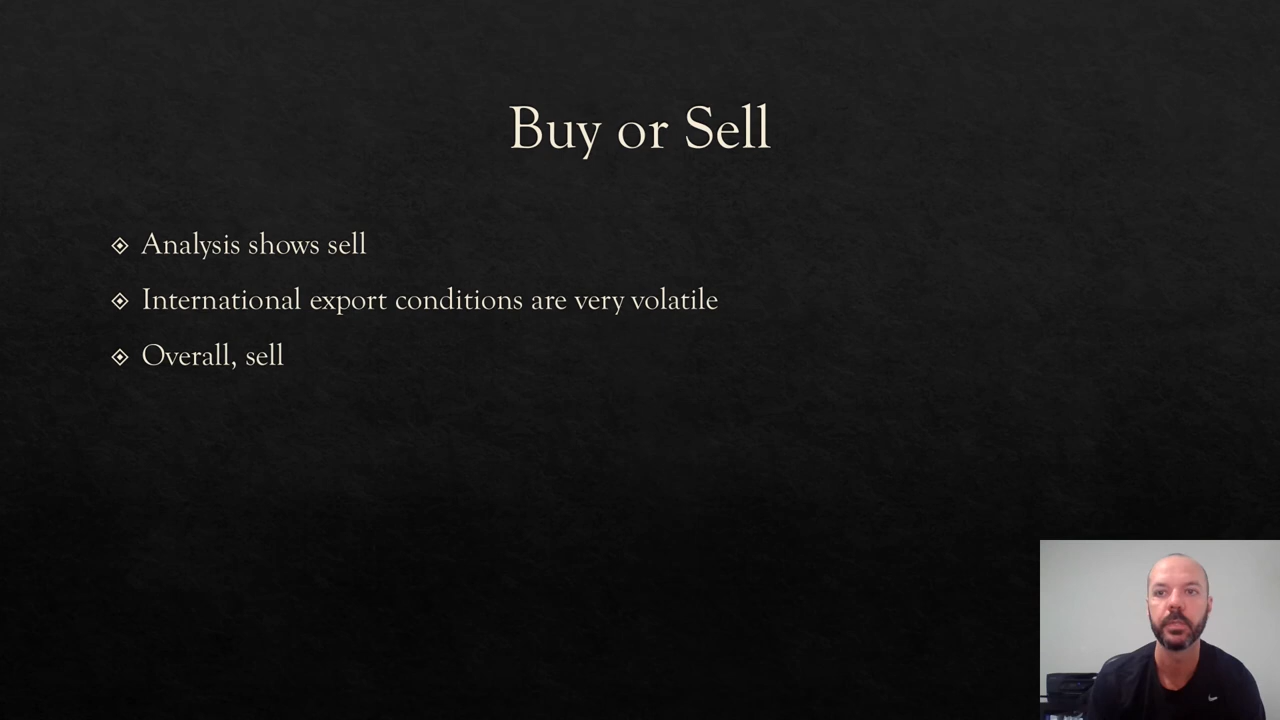 Buy or Sell
Analysis shows sell
International export conditions are very volatile
Overall, sell